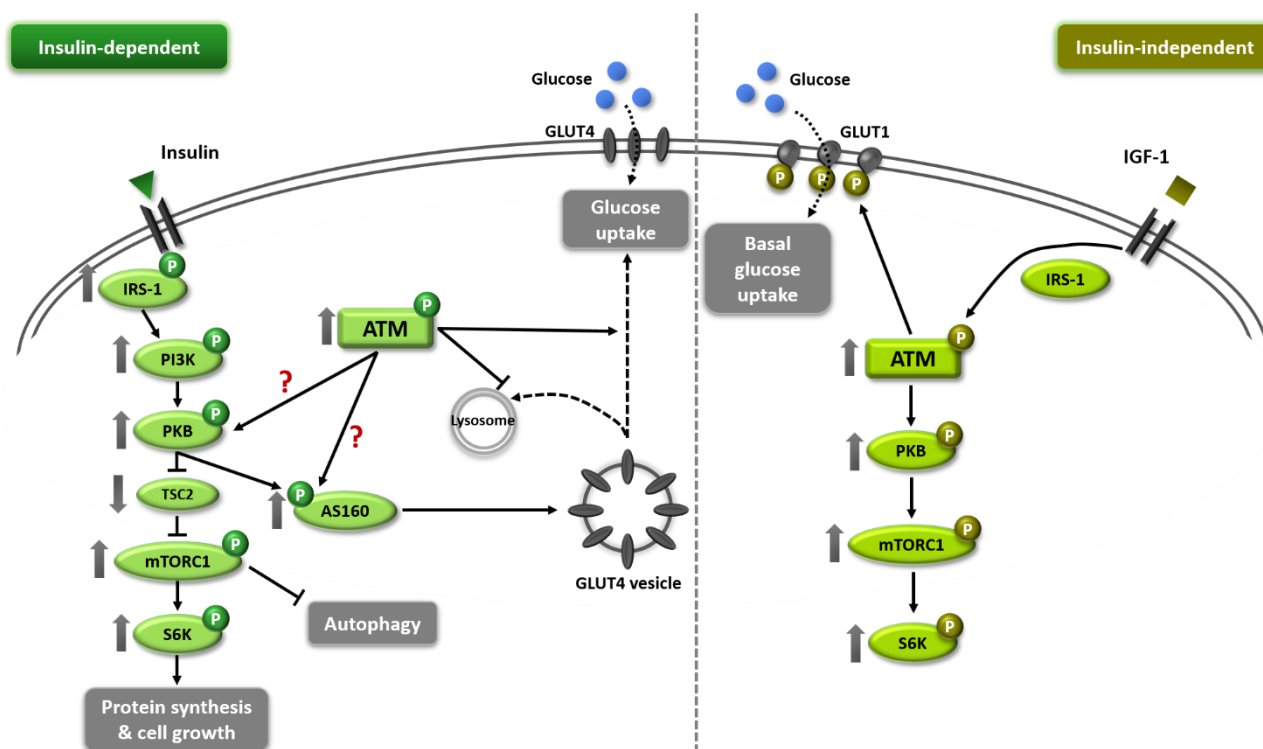 Insulin-dependent
Insulin-independent
Glucose
GLUT4
Insulin
Glucose
uptake
P
IRS-1
P
PI3K
P
PKB
TSC2
P
mTORC1
P
S6K
Protein synthesis
& cell growth
Autophagy
P
ATM
?
?
P
AS160
Lysosome
GLUT4 vesicle
Glucose
GLUT1
P
P
P
Basal
glucose
uptake
IGF-1
IRS-1
P
ATM
P
PKB
P
mTORC1
P
S6K